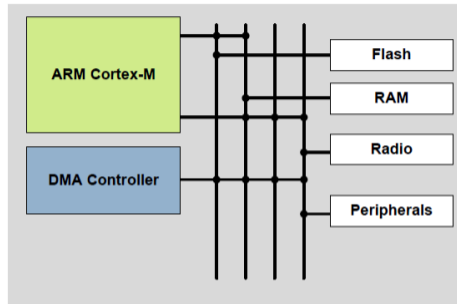 ARM Cortex-M
Flash
RAM
Radio
DMA Controller
Peripherals